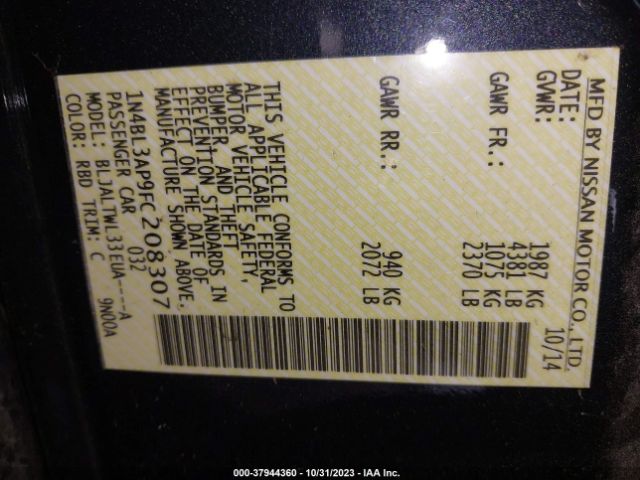 MFD BY NISSAN MOTOR CO., LTD.
DATE: 10/14
GVWR: 1987 KG
4381 LB
GAWR FR.: 1075 KG
2370 LB
GAWR RR.: 940 KG
2072 LB
THIS VEHICLE CONFORMS TO
ALL APPLICABLE FEDERAL
MOTOR VEHICLE SAFETY,
BUMPER, AND THEFT
PREVENTION STANDARDS IN
EFFECT ON THE DATE OF
MANUFACTURE SHOWN ABOVE.
1N4BL3AP9FC208307
PASSENGER CAR 032
MODEL: BLJALTWL33EUA----A
COLOR: RBD TRIM: C 9N00A
000-37944360 - 10/31/2023 - IAA Inc.